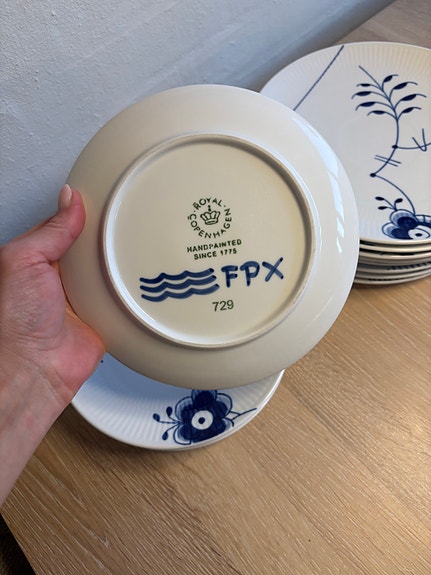 ROYAL
COPENHAGEN
HANDPAINTED
SINCE 1775
FPX
729